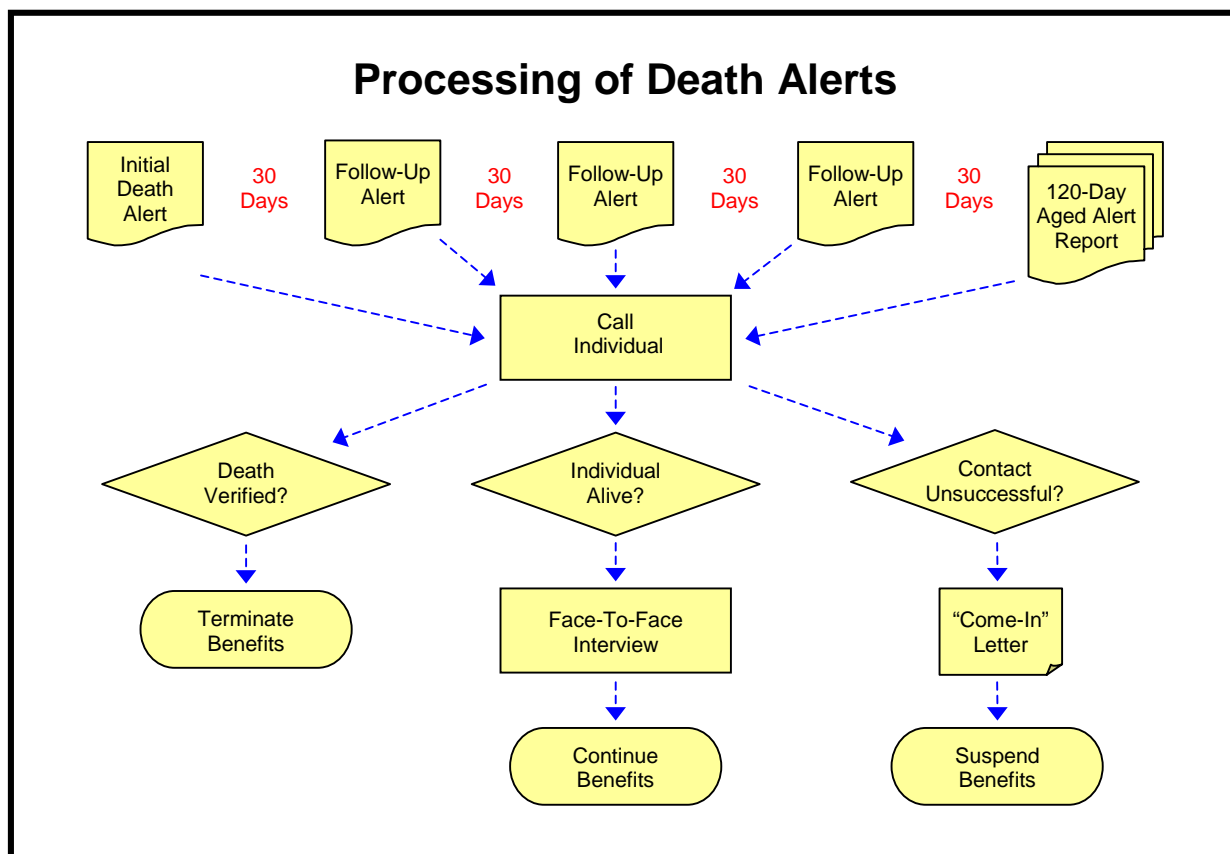 Processing of Death Alerts
Initial
Death
Alert
30
Days
Follow-Up
Alert
30
Days
Follow-Up
Alert
30
Days
Follow-Up
Alert
30
Days
120-Day
Aged Alert
Report
Call
Individual
Death
Verified?
Individual
Alive?
Contact
Unsuccessful?
Terminate
Benefits
Face-To-Face
Interview
“Come-In”
Letter
Continue
Benefits
Suspend
Benefits